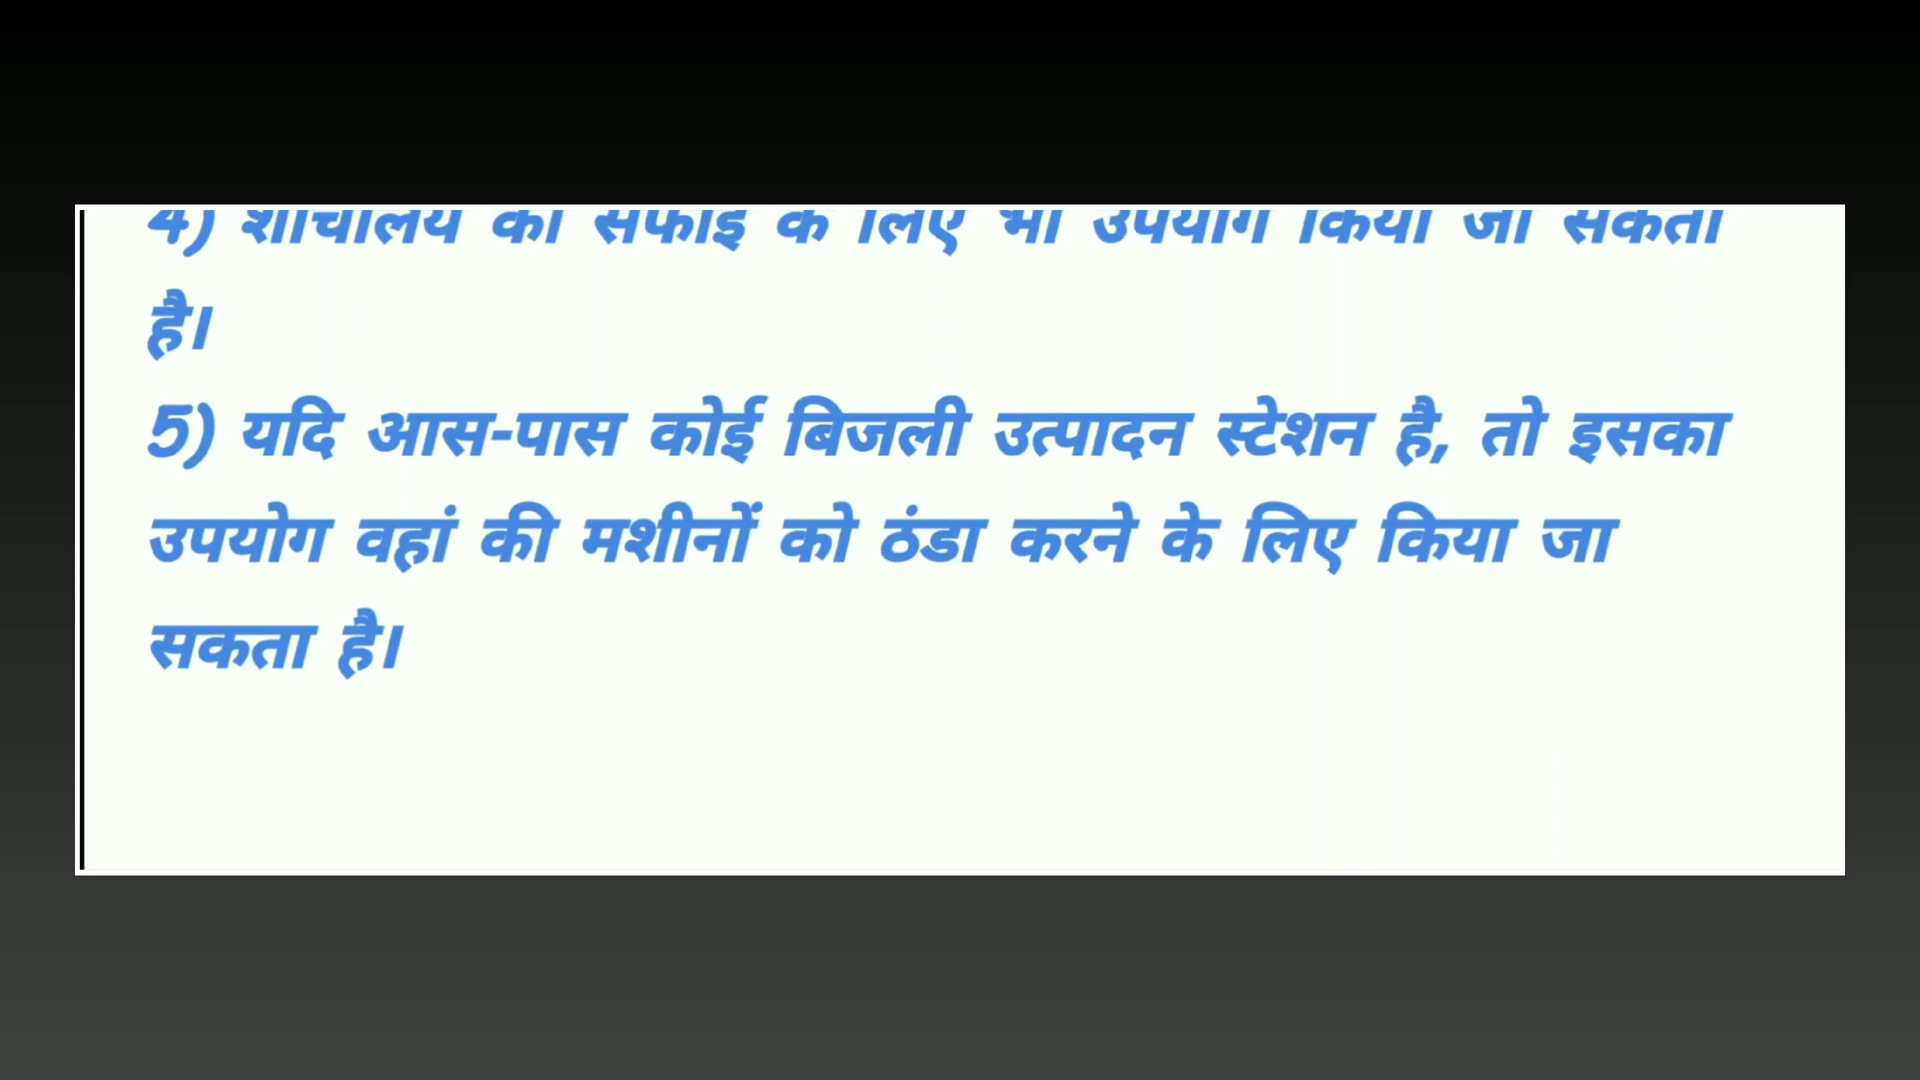 4) शौचालय की सफाई के लिए भी उपयोग किया जा सकता
है।
5) यदि आस-पास कोई बिजली उत्पादन स्टेशन है, तो इसका
उपयोग वहां की मशीनों को ठंडा करने के लिए किया जा
सकता है।